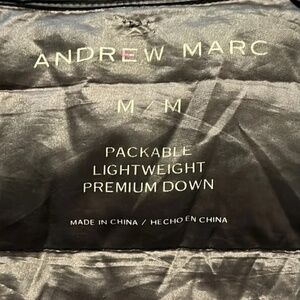 ANDREW MARC
M / M
PACKABLE
LIGHTWEIGHT
PREMIUM DOWN
MADE IN CHINA / HECHO EN CHINA